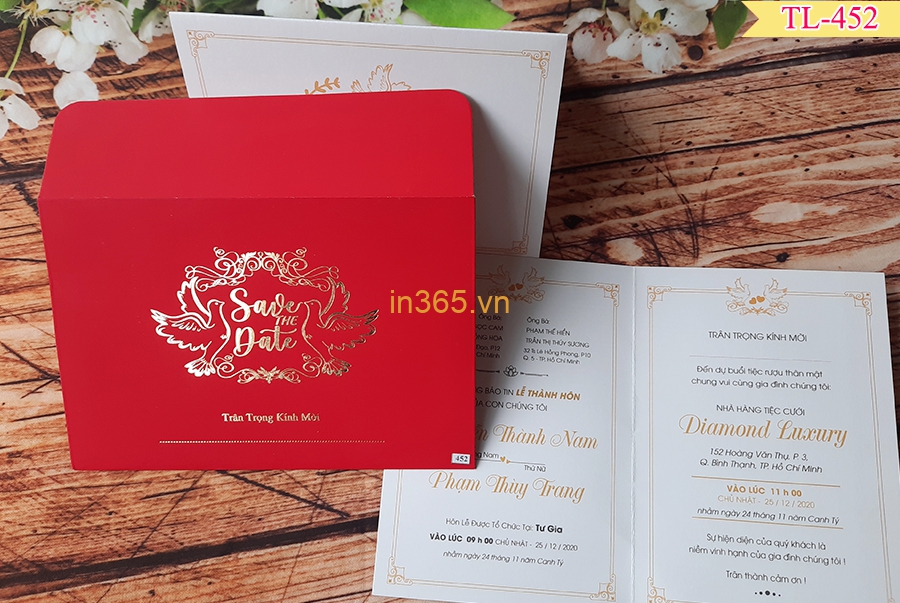 TL-452
Save
THE
Date
Trân Trọng Kính Mời
452
in365.vn
Ông Bà:
Ông Bà:
PHẠM THẾ HIỂN
TRẦN THỊ THÚY SƯƠNG
32 Bis Lê Hồng Phong, P.10
Q. 5 - TP. Hồ Chí Minh
BÁO TIN LỄ THÀNH HÔN
CỦA CON CHÚNG TÔI
Thành Nam
Nam
Thứ Nữ
Phạm Thùy Trang
Hôn Lễ Được Tổ Chức Tại: Tư Gia
VÀO LÚC 09 h 00 CHỦ NHẬT - 25 / 12 / 2020
nhằm ngày 24 tháng 11 năm Canh Tý
TRÂN TRỌNG KÍNH MỜI
Đến dự buổi tiệc rượu thân mật
chung vui cùng gia đình chúng tôi:
NHÀ HÀNG TIỆC CƯỚI
Diamond Luxury
152 Hoàng Văn Thụ, P. 3,
Q. Bình Thạnh, TP. Hồ Chí Minh
VÀO LÚC 11 h 00
CHỦ NHẬT - 25 / 12 / 2020
nhằm ngày 24 tháng 11 năm Canh Tý
Sự hiện diện của quý khách là
niềm vinh hạnh của gia đình chúng tôi !
Trân thành cảm ơn !